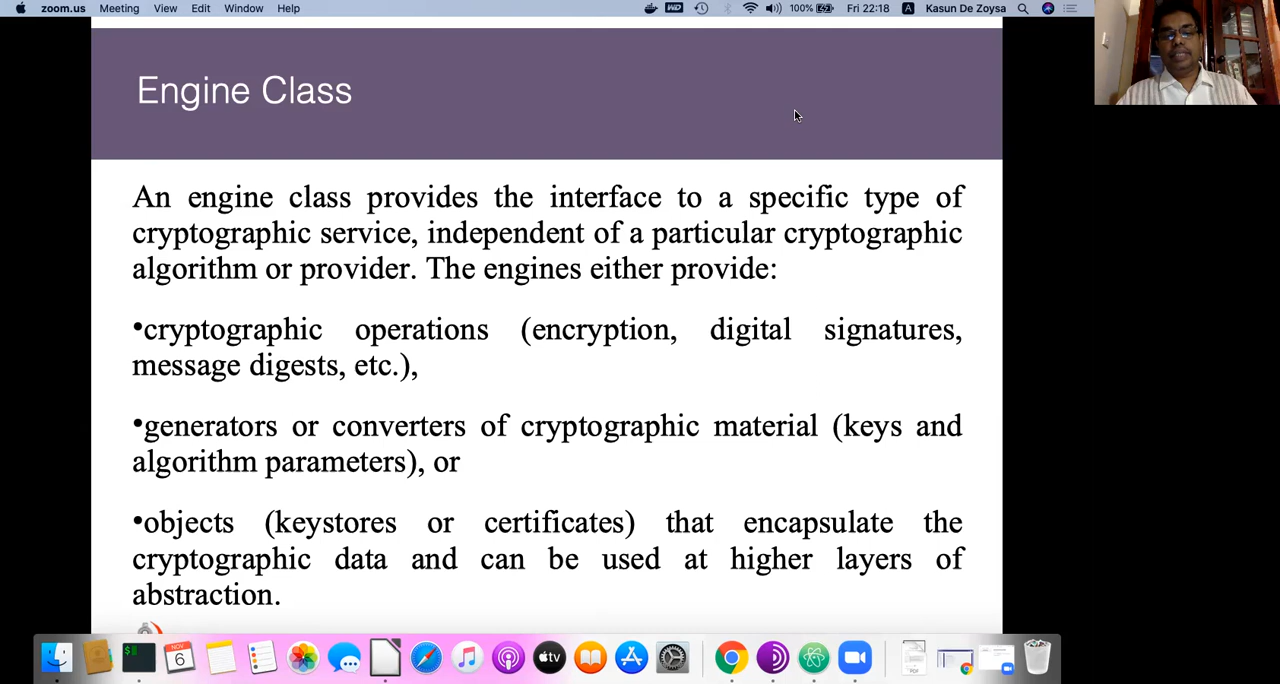 zoom.us Meeting View Edit Window Help 100% Fri 22:18 A Kasun De Zoysa
Engine Class
An engine class provides the interface to a specific type of
cryptographic service, independent of a particular cryptographic
algorithm or provider. The engines either provide:
•cryptographic operations (encryption, digital signatures,
message digests, etc.),
•generators or converters of cryptographic material (keys and
algorithm parameters), or
•objects (keystores or certificates) that encapsulate the
cryptographic data and can be used at higher layers of
abstraction.
NOV
6
tv
PDF